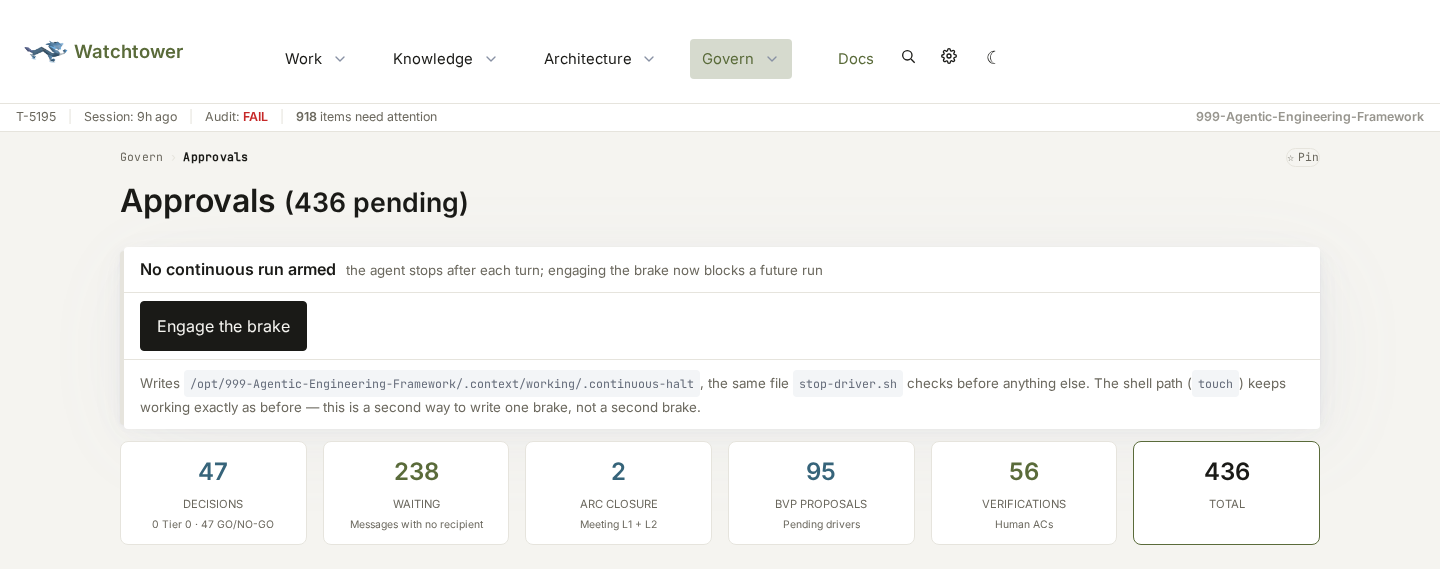 Watchtower
Work
Knowledge
Architecture
Govern
Docs
T-5195
Session: 9h ago
Audit: FAIL
918 items need attention
999-Agentic-Engineering-Framework
Govern › Approvals
☆ Pin
Approvals (436 pending)
No continuous run armed the agent stops after each turn; engaging the brake now blocks a future run
Engage the brake
Writes /opt/999-Agentic-Engineering-Framework/.context/working/.continuous-halt, the same file stop-driver.sh checks before anything else. The shell path (touch) keeps
working exactly as before — this is a second way to write one brake, not a second brake.
47
DECISIONS
0 Tier 0 · 47 GO/NO-GO
238
WAITING
Messages with no recipient
2
ARC CLOSURE
Meeting L1 + L2
95
BVP PROPOSALS
Pending drivers
56
VERIFICATIONS
Human ACs
436
TOTAL